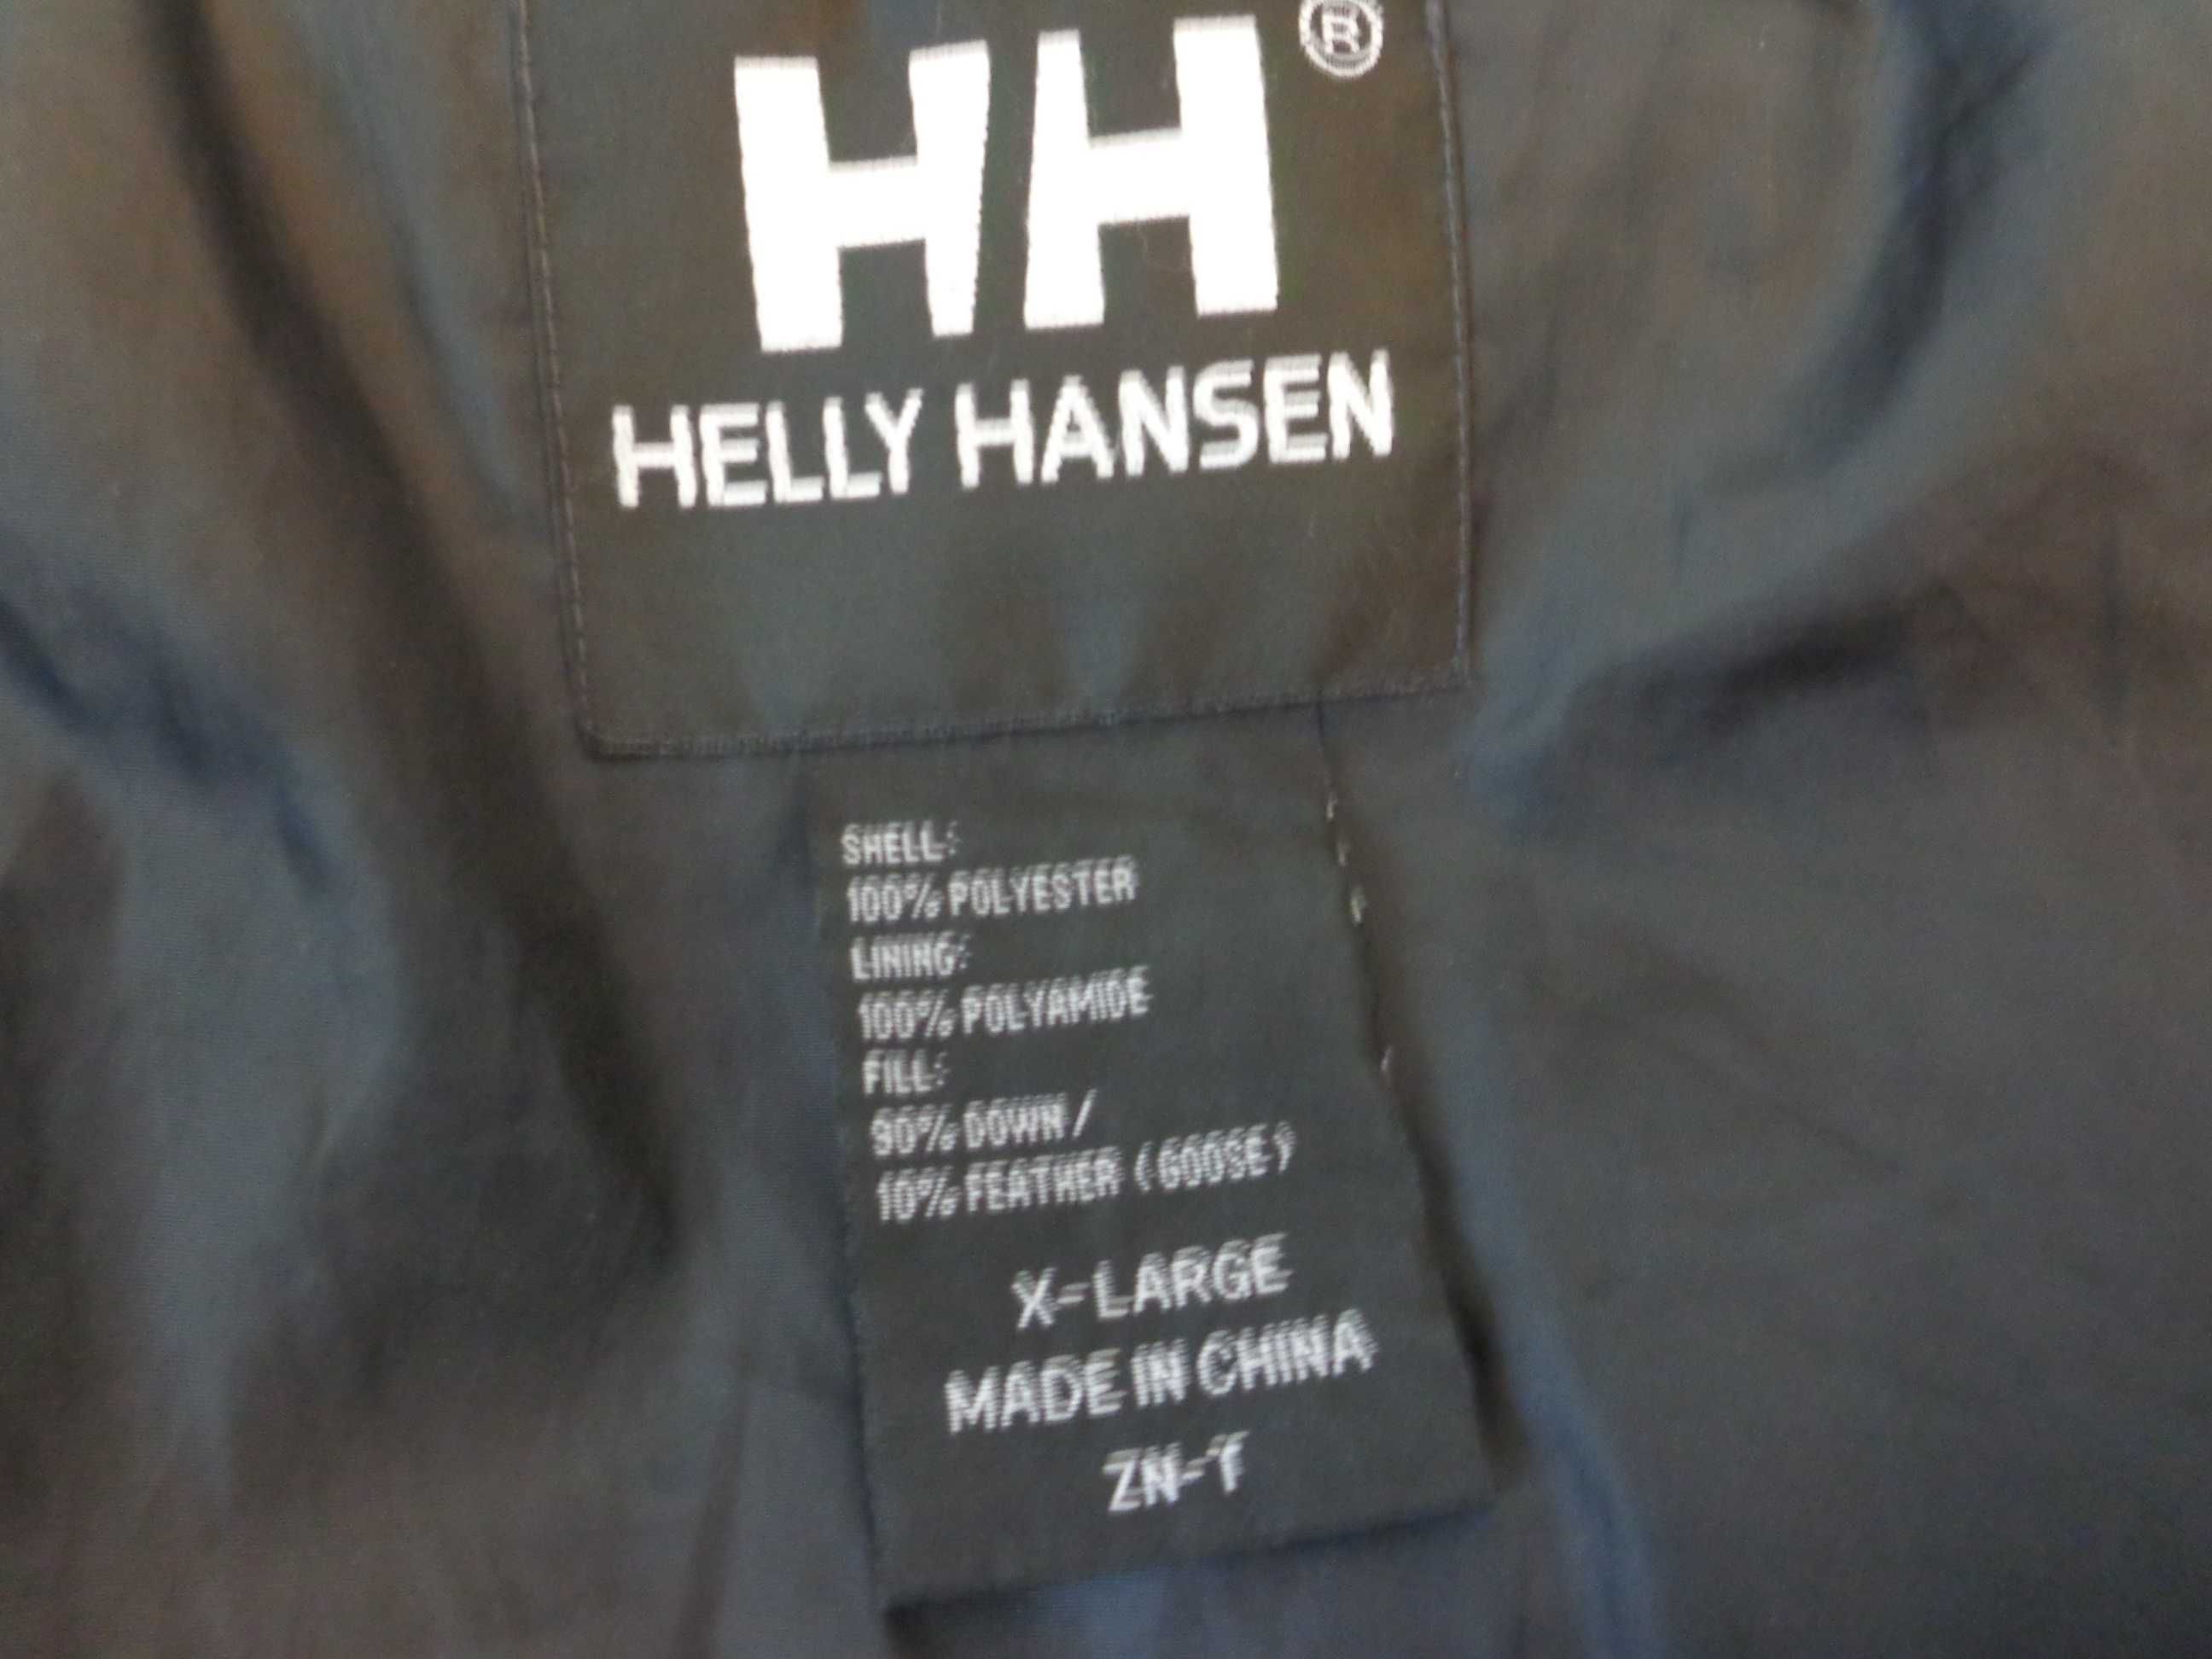 HH®
HELLY HANSEN
SHELL:
100% POLYESTER
LINING:
100% POLYAMIDE
FILL:
90% DOWN /
10% FEATHER (GOOSE)
X-LARGE
MADE IN CHINA
ZN-1